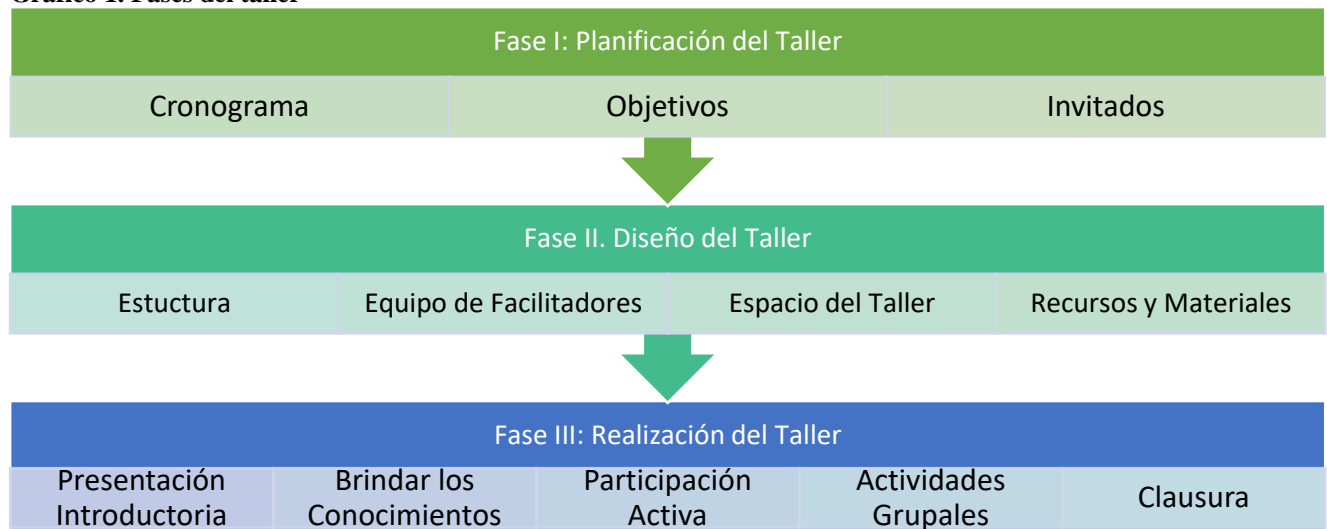 Gráfico 1. Fases del taller
Fase I: Planificación del Taller
Cronograma
Objetivos
Invitados
Fase II. Diseño del Taller
Estuctura
Equipo de Facilitadores
Espacio del Taller
Recursos y Materiales
Fase III: Realización del Taller
Presentación
Introductoria
Brindar los
Conocimientos
Participación
Activa
Actividades
Grupales
Clausura